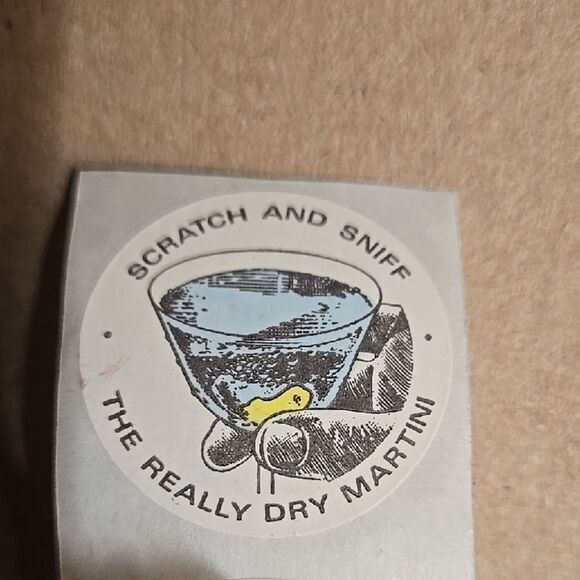 SCRATCH AND SNIFF
THE REALLY DRY MARTINI